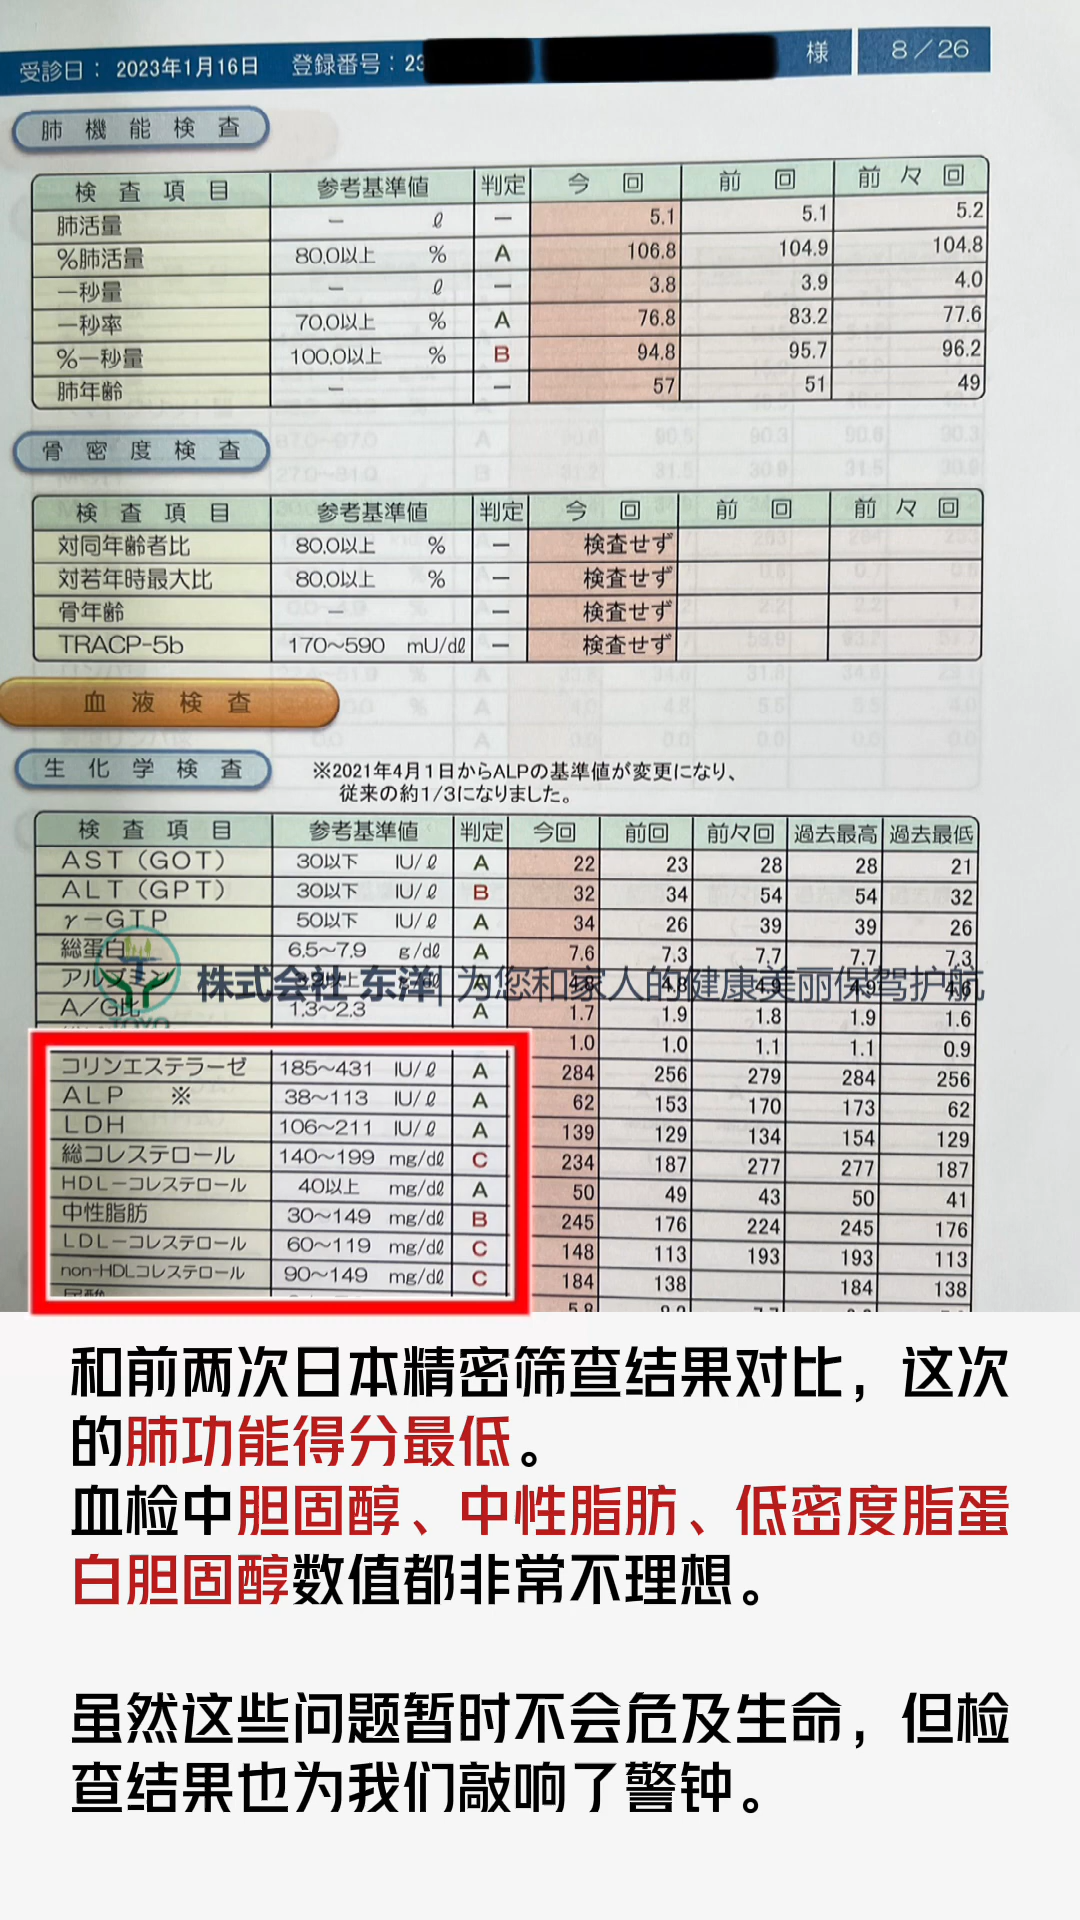 受診日： 2023年1月16日 登録番号：23 様 8／26
肺機能検査
検査項目 参考基準値 判定 今回 前回 前々回
肺活量 － ℓ － 5.1 5.1 5.2
％肺活量 80.0以上 ％ A 106.8 104.9 104.8
一秒量 － ℓ － 3.8 3.9 4.0
一秒率 70.0以上 ％ A 76.8 83.2 77.6
％一秒量 100.0以上 ％ B 94.8 95.7 96.2
肺年齢 － － 57 51 49
骨密度検査
検査項目 参考基準値 判定 今回 前回 前々回
対同年齢者比 80.0以上 ％ － 検査せず
対若年時最大比 80.0以上 ％ － 検査せず
骨年齢 － － 検査せず
TRACP-5b 170～590 mU/dℓ － 検査せず
血液検査
生化学検査
※2021年4月1日からALPの基準値が変更になり、
従来の約1/3になりました。
検査項目 参考基準値 判定 今回 前回 前々回 過去最高 過去最低
AST（GOT） 30以下 IU/ℓ A 22 23 28 28 21
ALT（GPT） 30以下 IU/ℓ B 32 34 54 54 32
γ－GTP 50以下 IU/ℓ A 34 26 39 39 26
総蛋白 6.5～7.9 g/dℓ A 7.6 7.3 7.7 7.7 7.3
アルブミン 以上 g/dℓ A 4.8 4.9 4.9 4.6
株式会社 东洋| 为您和家人的健康美丽保驾护航
TOYO
A／G比 1.3～2.3 A 1.7 1.9 1.8 1.9 1.6
1.0 1.0 1.1 1.1 0.9
コリンエステラーゼ 185～431 IU/ℓ A 284 256 279 284 256
ALP ※ 38～113 IU/ℓ A 62 153 170 173 62
LDH 106～211 IU/ℓ A 139 129 134 154 129
総コレステロール 140～199 mg/dℓ C 234 187 277 277 187
HDL－コレステロール 40以上 mg/dℓ A 50 49 43 50 41
中性脂肪 30～149 mg/dℓ B 245 176 224 245 176
LDL－コレステロール 60～119 mg/dℓ C 148 113 193 193 113
non-HDLコレステロール 90～149 mg/dℓ C 184 138 184 138
和前两次日本精密筛查结果对比，这次
的肺功能得分最低。
血检中胆固醇、中性脂肪、低密度脂蛋
白胆固醇数值都非常不理想。
虽然这些问题暂时不会危及生命，但检
查结果也为我们敲响了警钟。